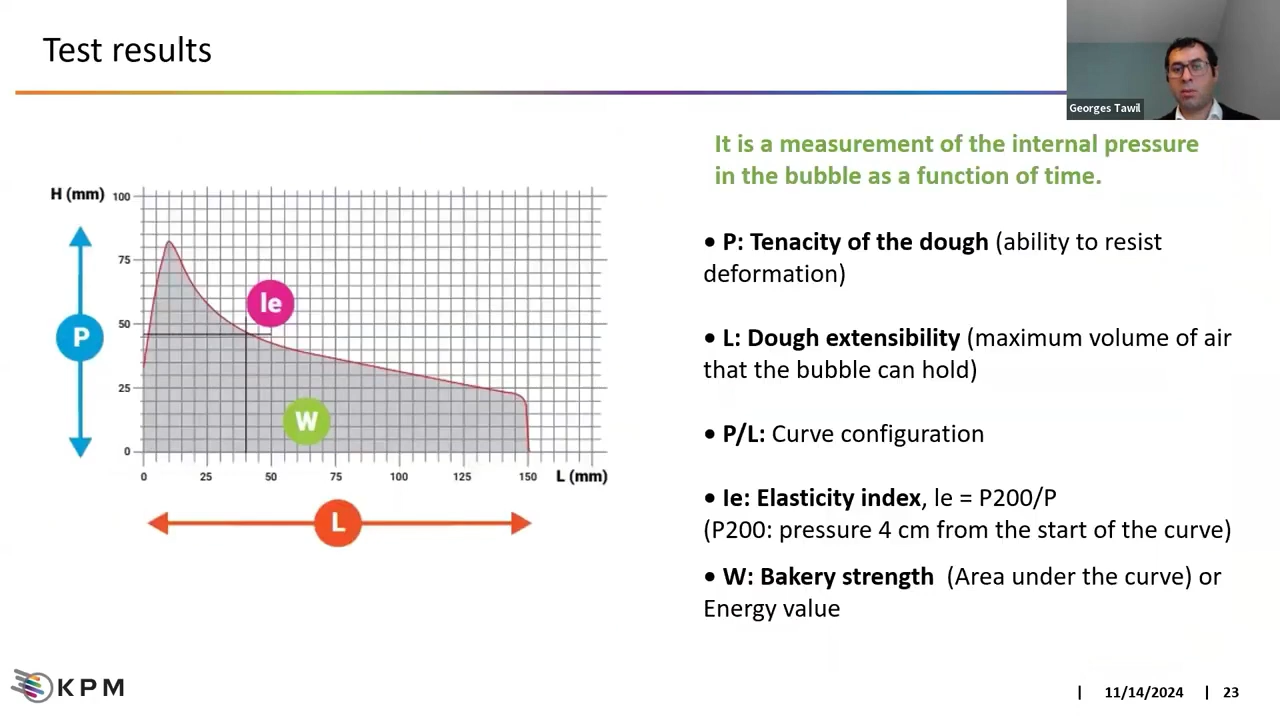 Test results
Georges Tawil
It is a measurement of the internal pressure
in the bubble as a function of time.
H (mm)
100
75
50
25
0
P
Ie
W
0 25 50 75 100 125 150 L (mm)
L
• P: Tenacity of the dough (ability to resist
deformation)
• L: Dough extensibility (maximum volume of air
that the bubble can hold)
• P/L: Curve configuration
• Ie: Elasticity index, Ie = P200/P
(P200: pressure 4 cm from the start of the curve)
• W: Bakery strength (Area under the curve) or
Energy value
KPM
| 11/14/2024 | 23